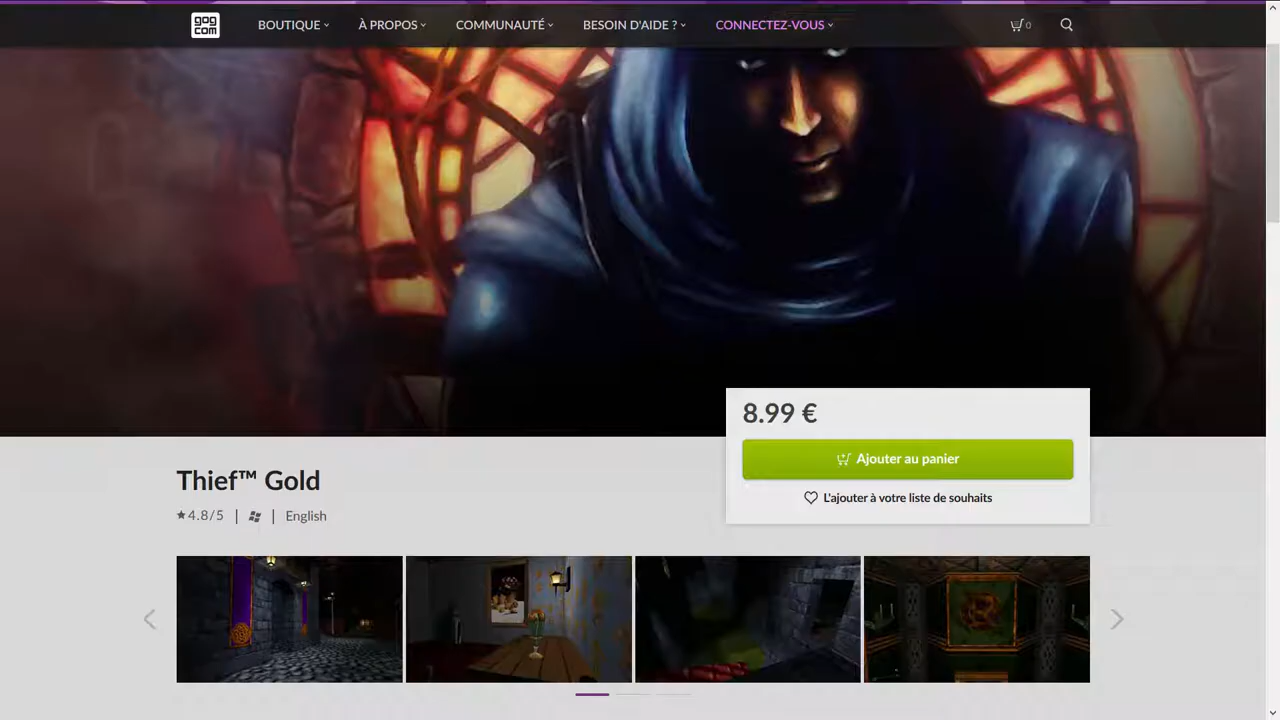 gog
com
BOUTIQUE
À PROPOS
COMMUNAUTÉ
BESOIN D'AIDE ?
CONNECTEZ-VOUS
0
8.99 €
Ajouter au panier
L'ajouter à votre liste de souhaits
Thief™ Gold
4.8/5 | | English